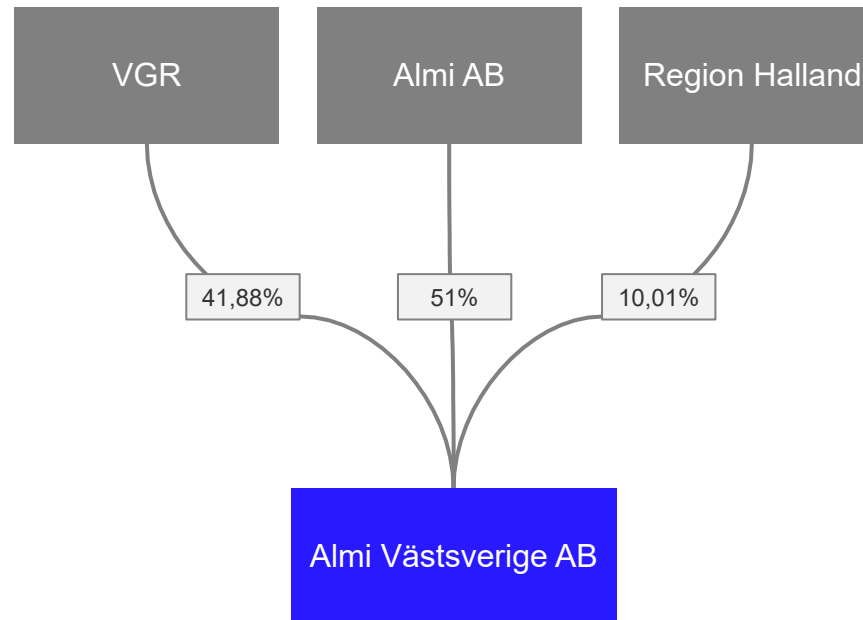 VGR
Almi AB
Region Halland
41,88%
51%
10,01%
Almi Västsverige AB